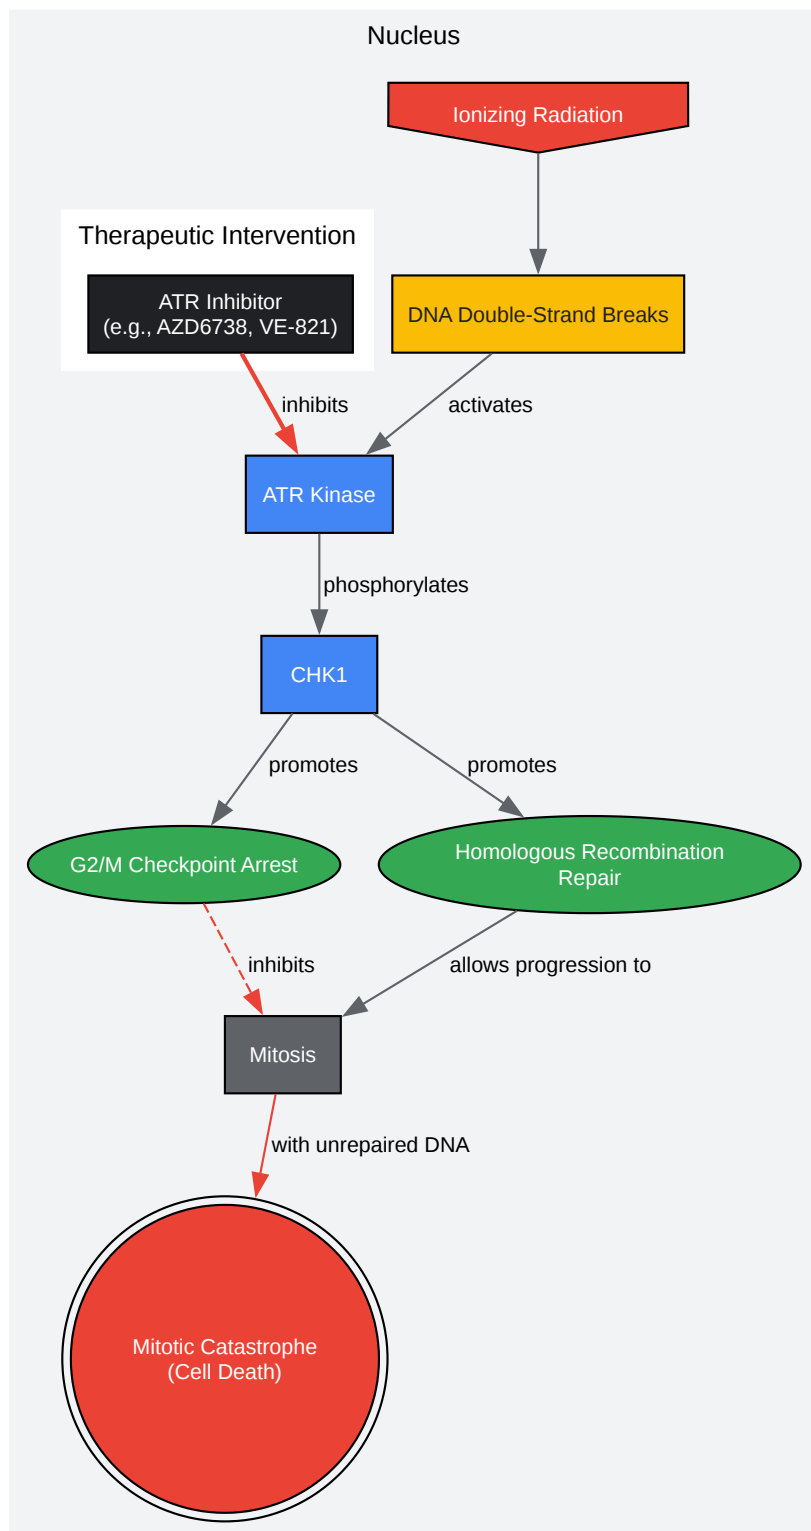 Nucleus
Ionizing Radiation
Therapeutic Intervention
ATR Inhibitor
(e.g., AZD6738, VE-821)
DNA Double-Strand Breaks
inhibits
activates
ATR Kinase
phosphorylates
CHK1
promotes
promotes
G2/M Checkpoint Arrest
Homologous Recombination
Repair
inhibits
allows progression to
Mitosis
with unrepaired DNA
Mitotic Catastrophe
(Cell Death)